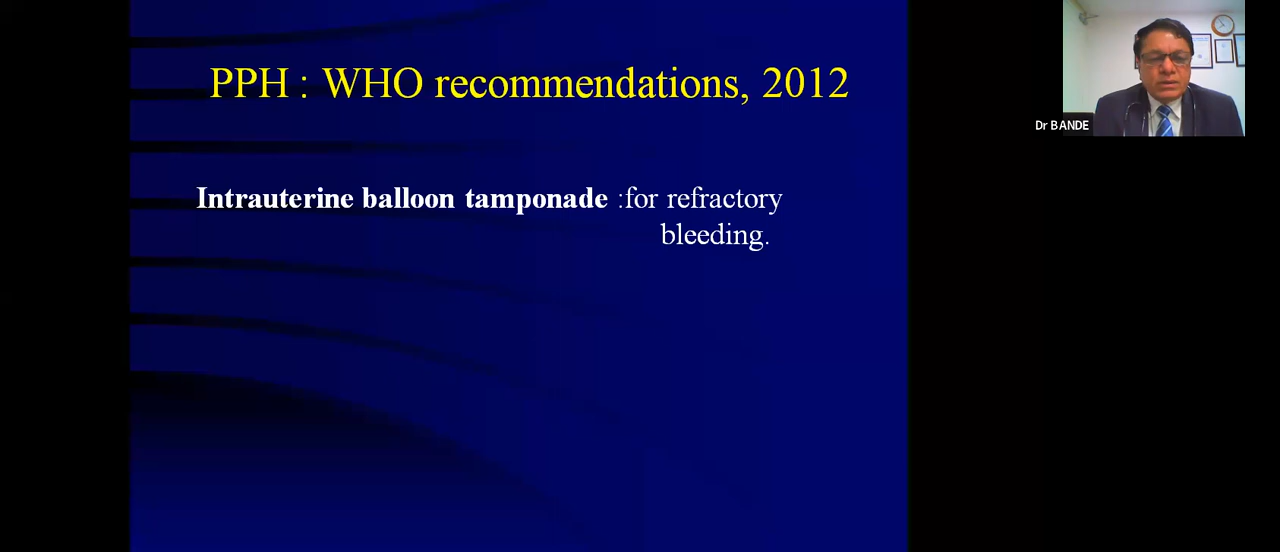 PPH : WHO recommendations, 2012
Intrauterine balloon tamponade :for refractory
bleeding.
Dr BANDE